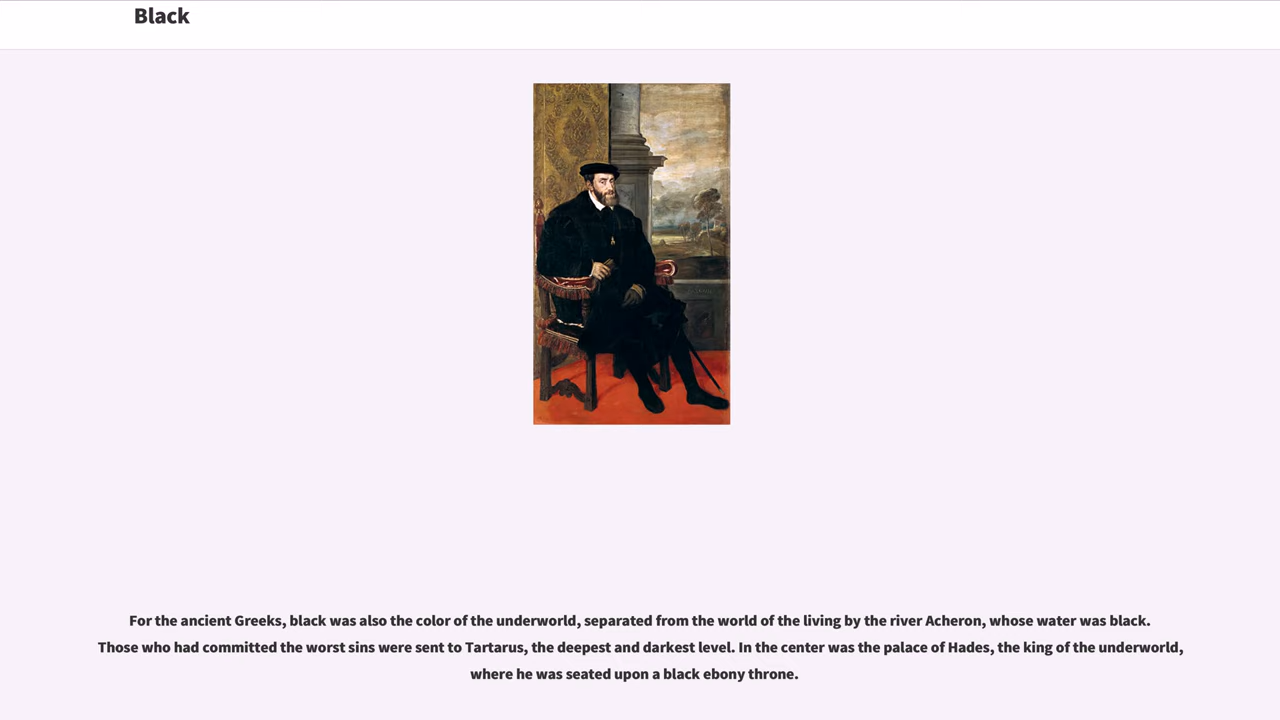 Black
For the ancient Greeks, black was also the color of the underworld, separated from the world of the living by the river Acheron, whose water was black.
Those who had committed the worst sins were sent to Tartarus, the deepest and darkest level. In the center was the palace of Hades, the king of the underworld,
where he was seated upon a black ebony throne.